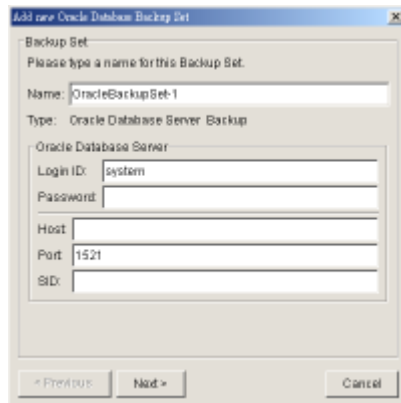 Add new Oracle Database Backup Set
Backup Set
Please type a name for this Backup Set.
Name: OracleBackupSet-1
Type: Oracle Database Server Backup
Oracle Database Server
Login ID: system
Password:
Host:
Port: 1521
SID:
< Previous Next > Cancel